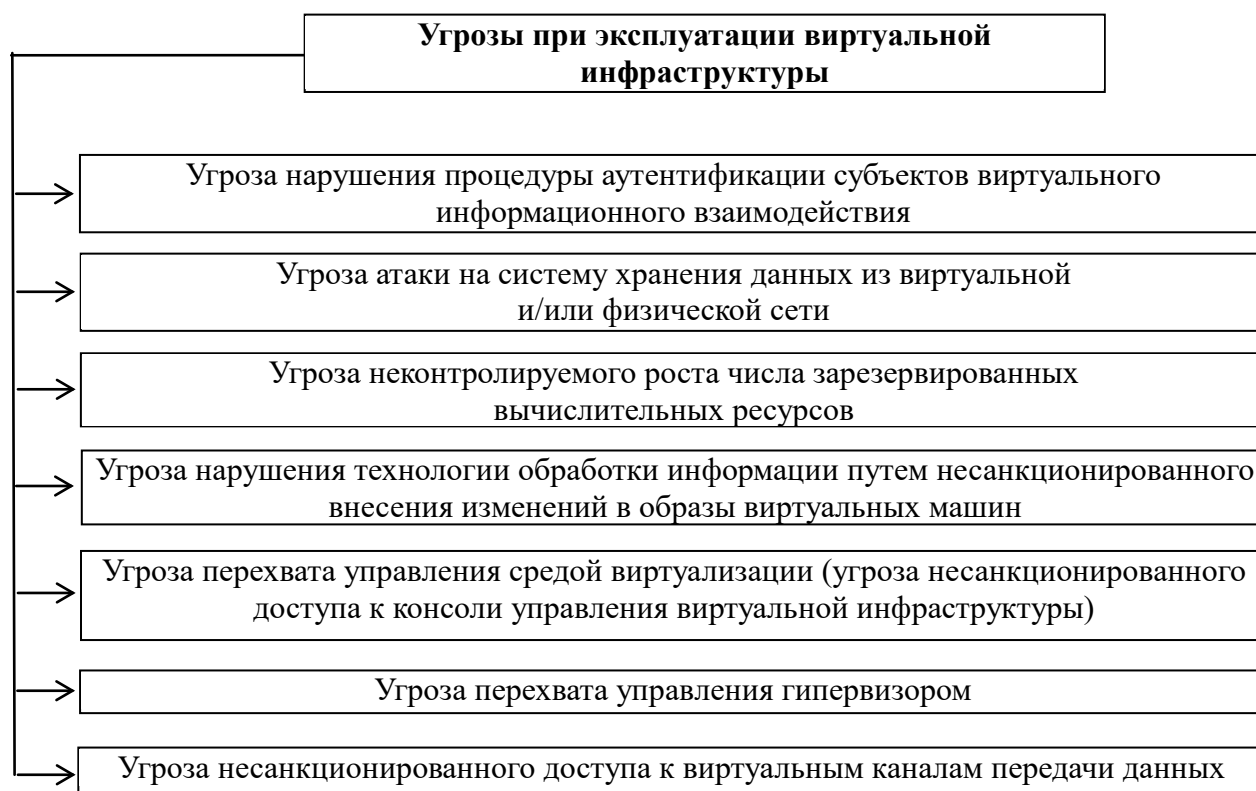 Угрозы при эксплуатации виртуальной
инфраструктуры
Угроза нарушения процедуры аутентификации субъектов виртуального
информационного взаимодействия
Угроза атаки на систему хранения данных из виртуальной
и/или физической сети
Угроза неконтролируемого роста числа зарезервированных
вычислительных ресурсов
Угроза нарушения технологии обработки информации путем несанкционированного
внесения изменений в образы виртуальных машин
Угроза перехвата управления средой виртуализации (угроза несанкционированного
доступа к консоли управления виртуальной инфраструктуры)
Угроза перехвата управления гипервизором
Угроза несанкционированного доступа к виртуальным каналам передачи данных